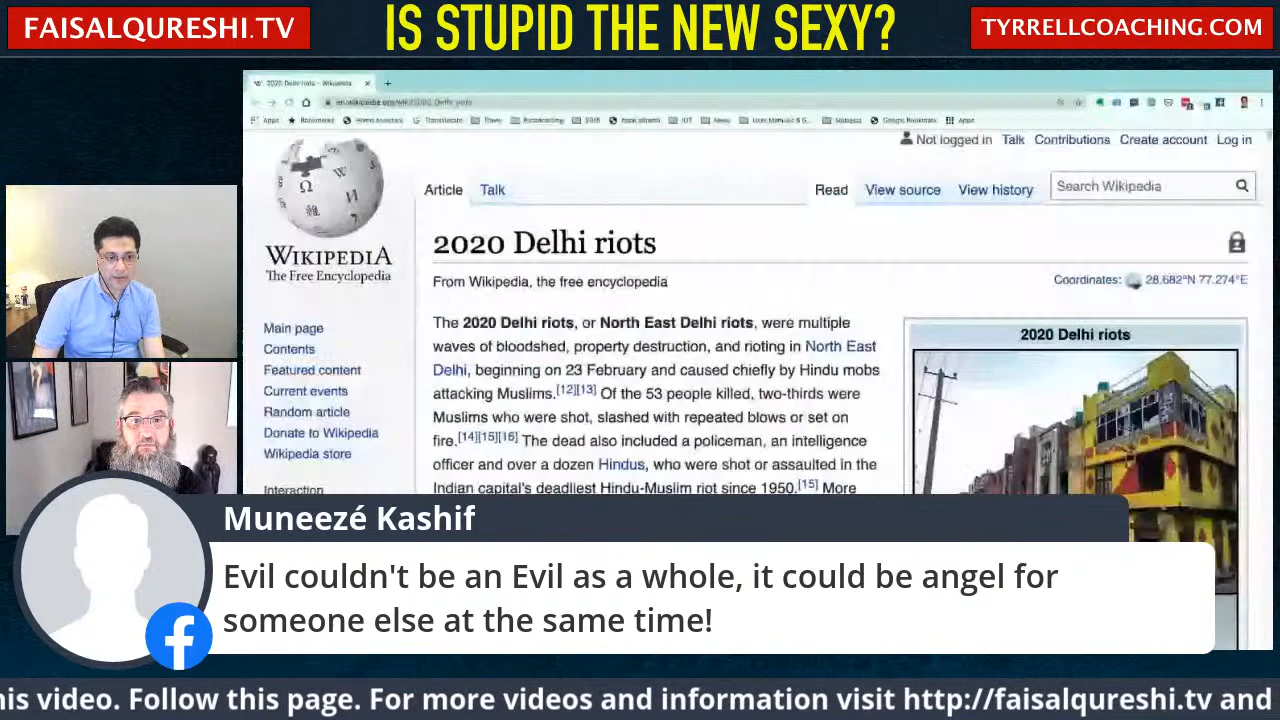 FAISALQURESHI.TV
IS STUPID THE NEW SEXY?
TYRRELLCOACHING.COM
2020 Delhi riots - Wikipedia
Not logged in Talk Contributions Create account Log in
Article Talk Read View source View history Search Wikipedia
WIKIPEDIA
The Free Encyclopedia
Main page
Contents
Featured content
Current events
Random article
Donate to Wikipedia
Wikipedia store
Interaction
2020 Delhi riots
From Wikipedia, the free encyclopedia
Coordinates: 28.682°N 77.274°E
The 2020 Delhi riots, or North East Delhi riots, were multiple
waves of bloodshed, property destruction, and rioting in North East
Delhi, beginning on 23 February and caused chiefly by Hindu mobs
attacking Muslims.[12][13] Of the 53 people killed, two-thirds were
Muslims who were shot, slashed with repeated blows or set on
fire.[14][15][16] The dead also included a policeman, an intelligence
officer and over a dozen Hindus, who were shot or assaulted in the
Indian capital's deadliest Hindu-Muslim riot since 1950.[15] More
2020 Delhi riots
Muneezé Kashif
Evil couldn't be an Evil as a whole, it could be angel for
someone else at the same time!
his video. Follow this page. For more videos and information visit http://faisalqureshi.tv and